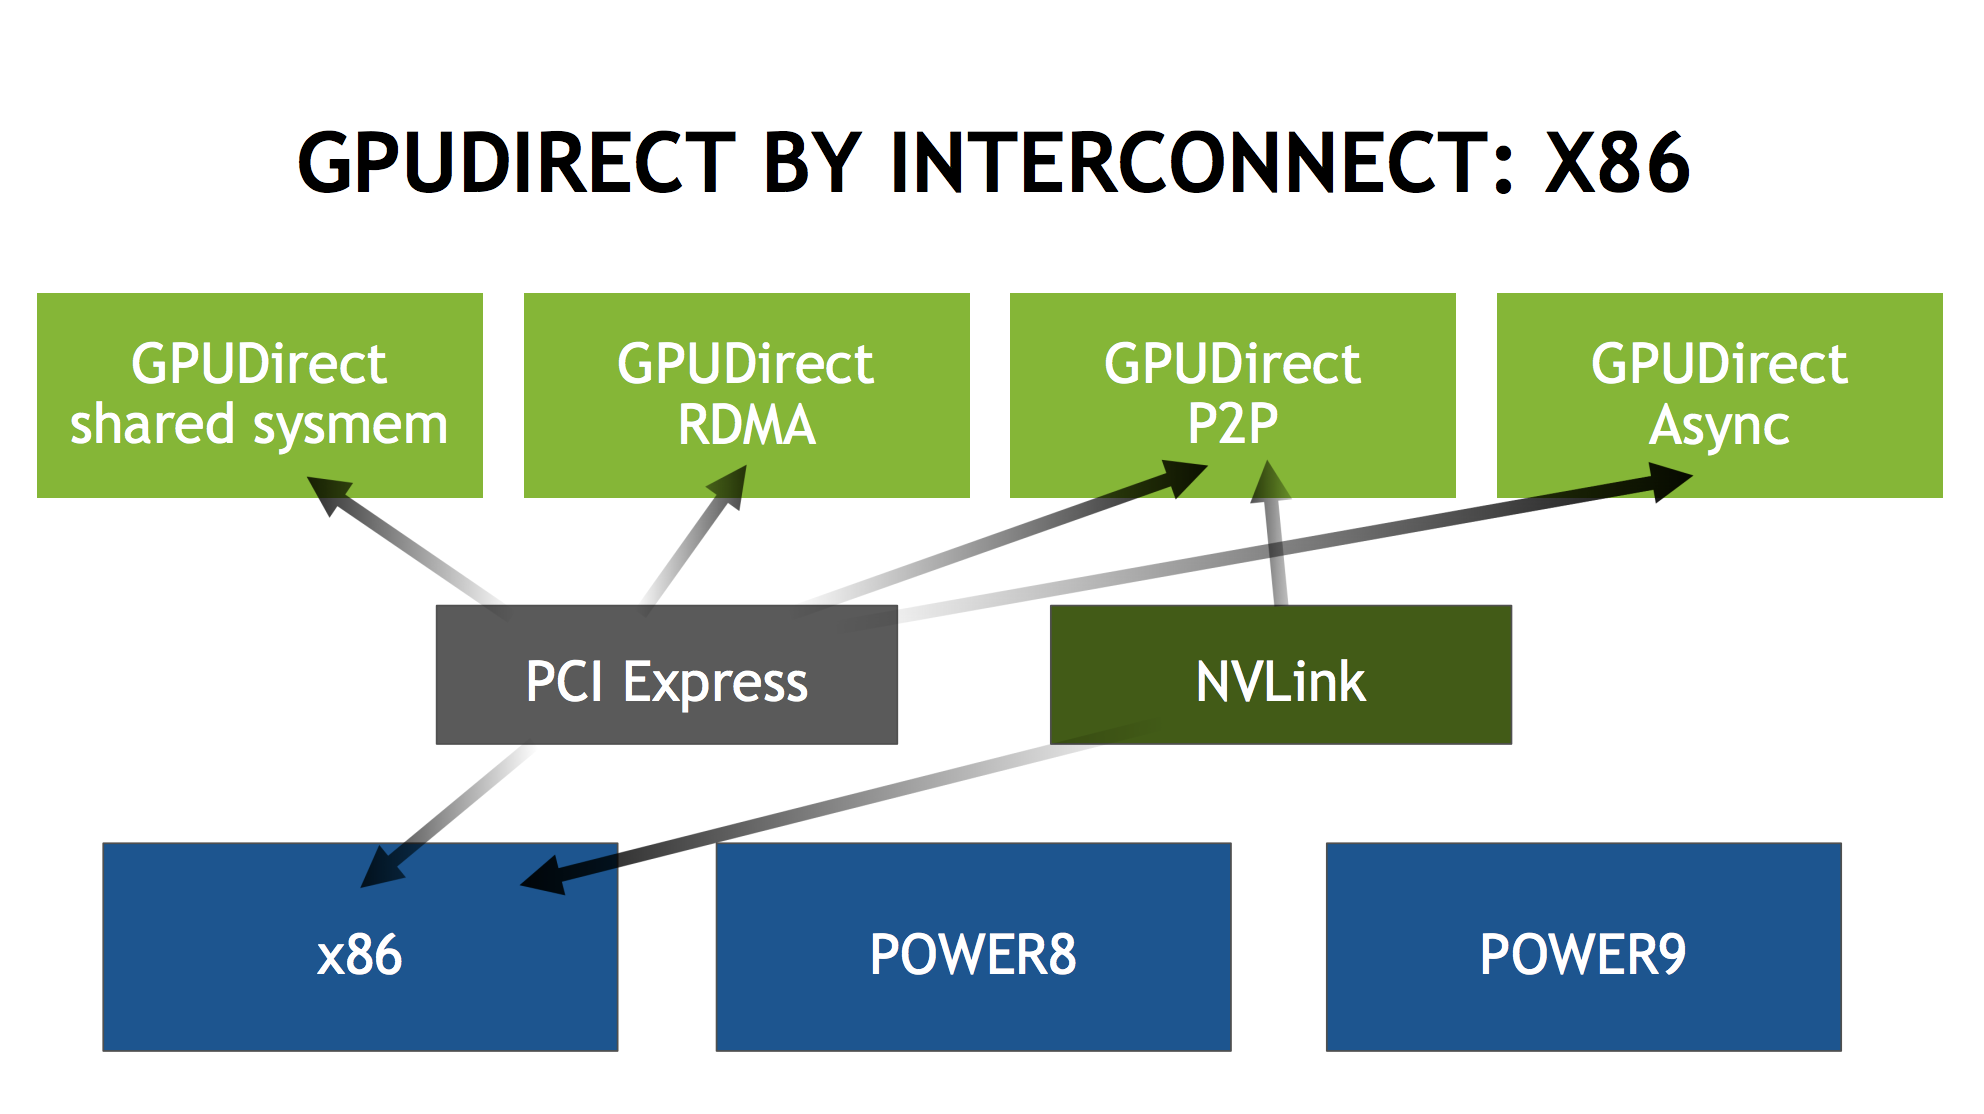 GPUDIRECT BY INTERCONNECT: X86
GPUDirect
shared sysmem
GPUDirect
RDMA
GPUDirect
P2P
GPUDirect
Async
PCI Express
NVLink
x86
POWER8
POWER9